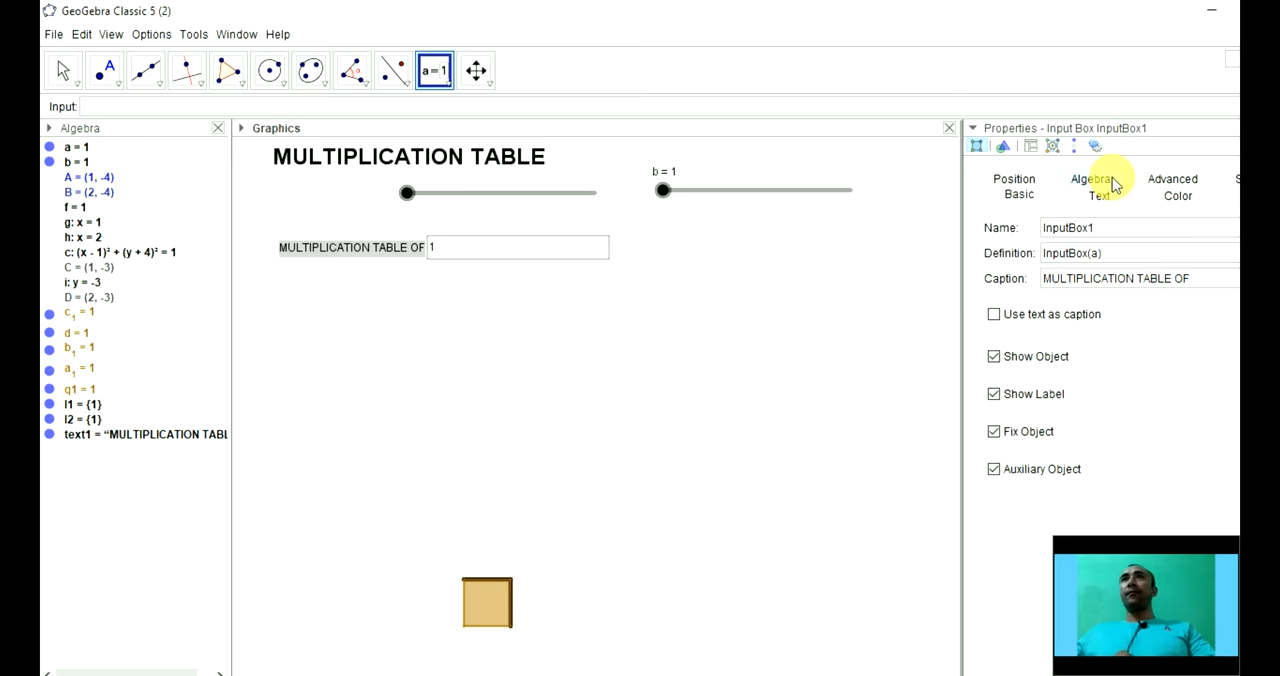 GeoGebra Classic 5 (2)
File Edit View Options Tools Window Help
A
a = 1
Input:
Algebra
Graphics
Properties - Input Box InputBox1
a = 1
b = 1
A = (1, -4)
B = (2, -4)
f = 1
g: x = 1
h: x = 2
c: (x - 1)² + (y + 4)² = 1
C = (1, -3)
i: y = -3
D = (2, -3)
c₁ = 1
d = 1
b₁ = 1
a₁ = 1
q1 = 1
l1 = {1}
l2 = {1}
text1 = “MULTIPLICATION TABL
MULTIPLICATION TABLE
b = 1
MULTIPLICATION TABLE OF 1
Position Algebra Advanced S
Basic Text Color
Name: InputBox1
Definition: InputBox(a)
Caption: MULTIPLICATION TABLE OF
Use text as caption
Show Object
Show Label
Fix Object
Auxiliary Object